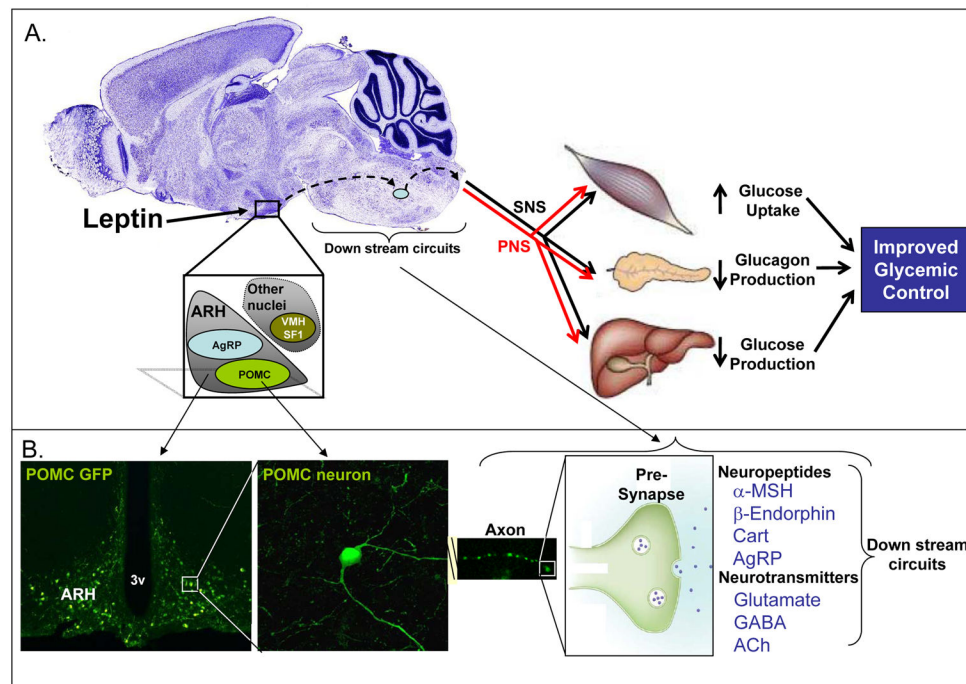 A.
Leptin
Down stream circuits
SNS
PNS
Glucose
Uptake
Glucagon
Production
Glucose
Production
Improved
Glycemic
Control
Other
nuclei
ARH
VMH
SF1
AgRP
POMC
B.
POMC GFP
3v
ARH
POMC neuron
Axon
Pre-
Synapse
Neuropeptides
α-MSH
β-Endorphin
Cart
AgRP
Neurotransmitters
Glutamate
GABA
ACh
Down stream
circuits